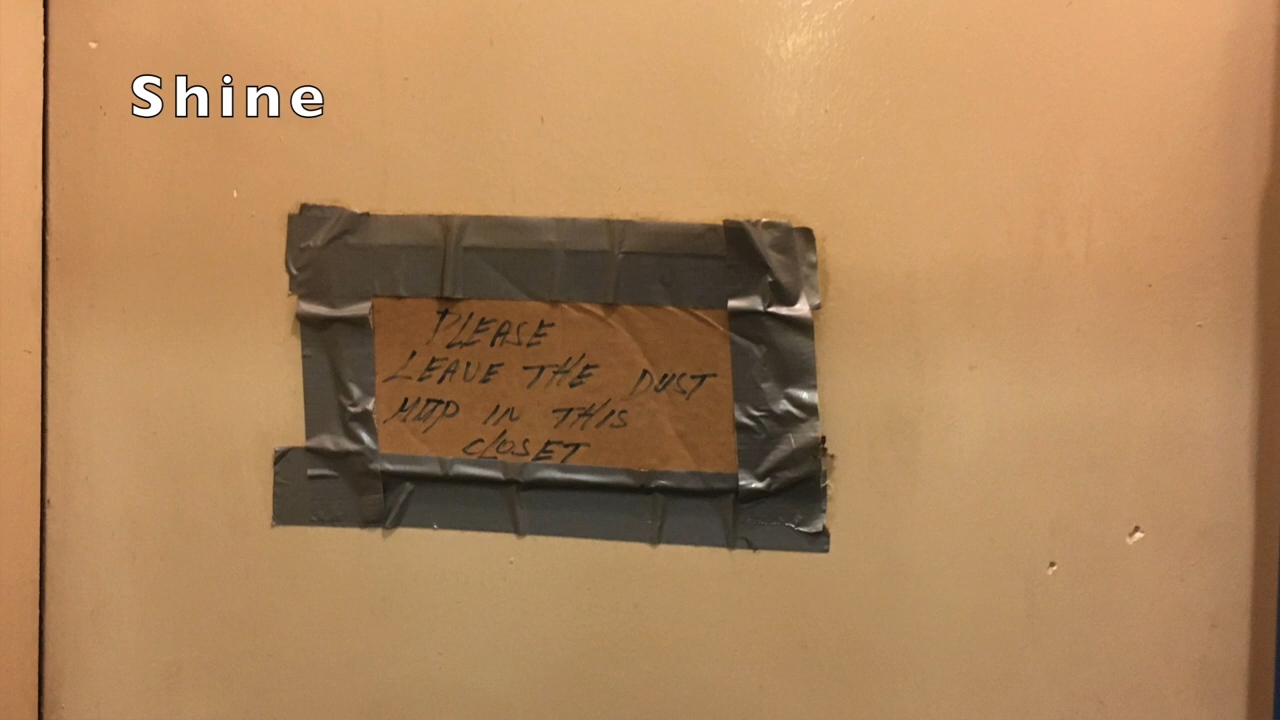 Shine
PLEASE
LEAVE THE DUST
MOP IN THIS
CLOSET